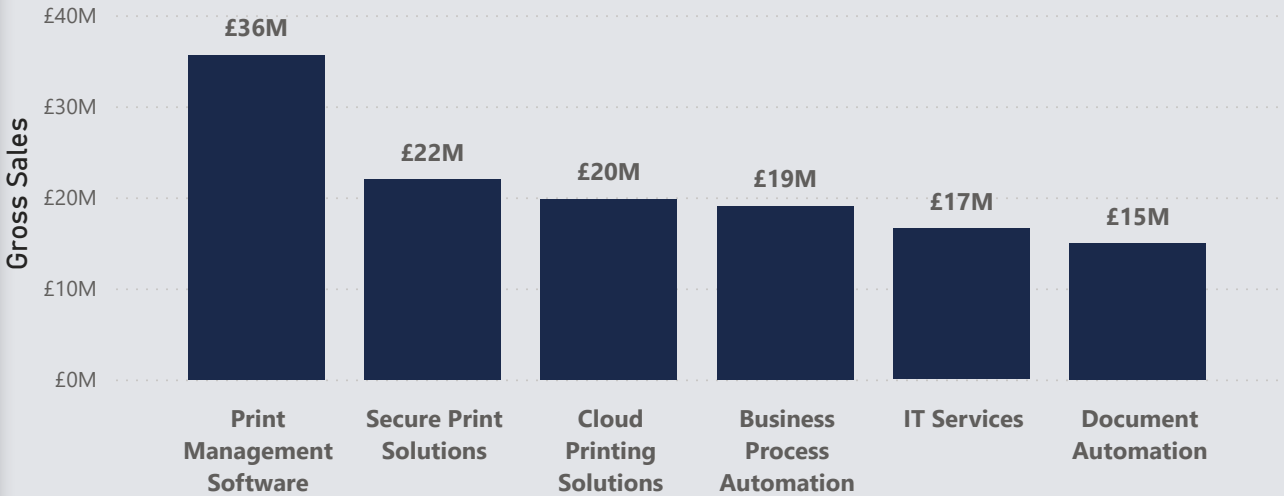 £40M
£30M
£20M
£10M
£0M
Gross Sales
£36M
£22M
£20M
£19M
£17M
£15M
Print
Management
Software
Secure Print
Solutions
Cloud
Printing
Solutions
Business
Process
Automation
IT Services
Document
Automation